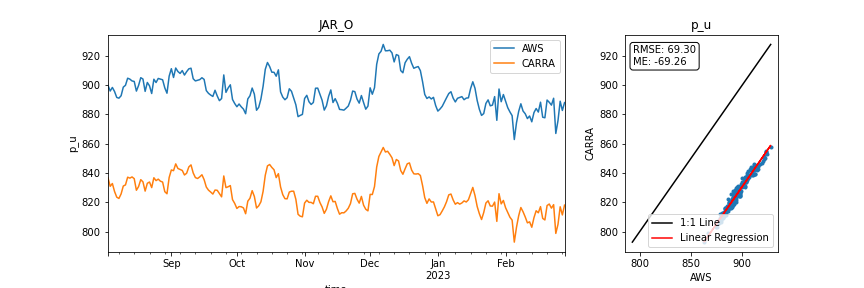 JAR_O
p_u
920
900
880
860
840
820
800
AWS
CARRA
Sep
Oct
Nov
Dec
Jan
2023
Feb
time
p_u
CARRA
920
900
880
860
840
820
800
RMSE: 69.30
ME: -69.26
1:1 Line
Linear Regression
800
850
900
AWS